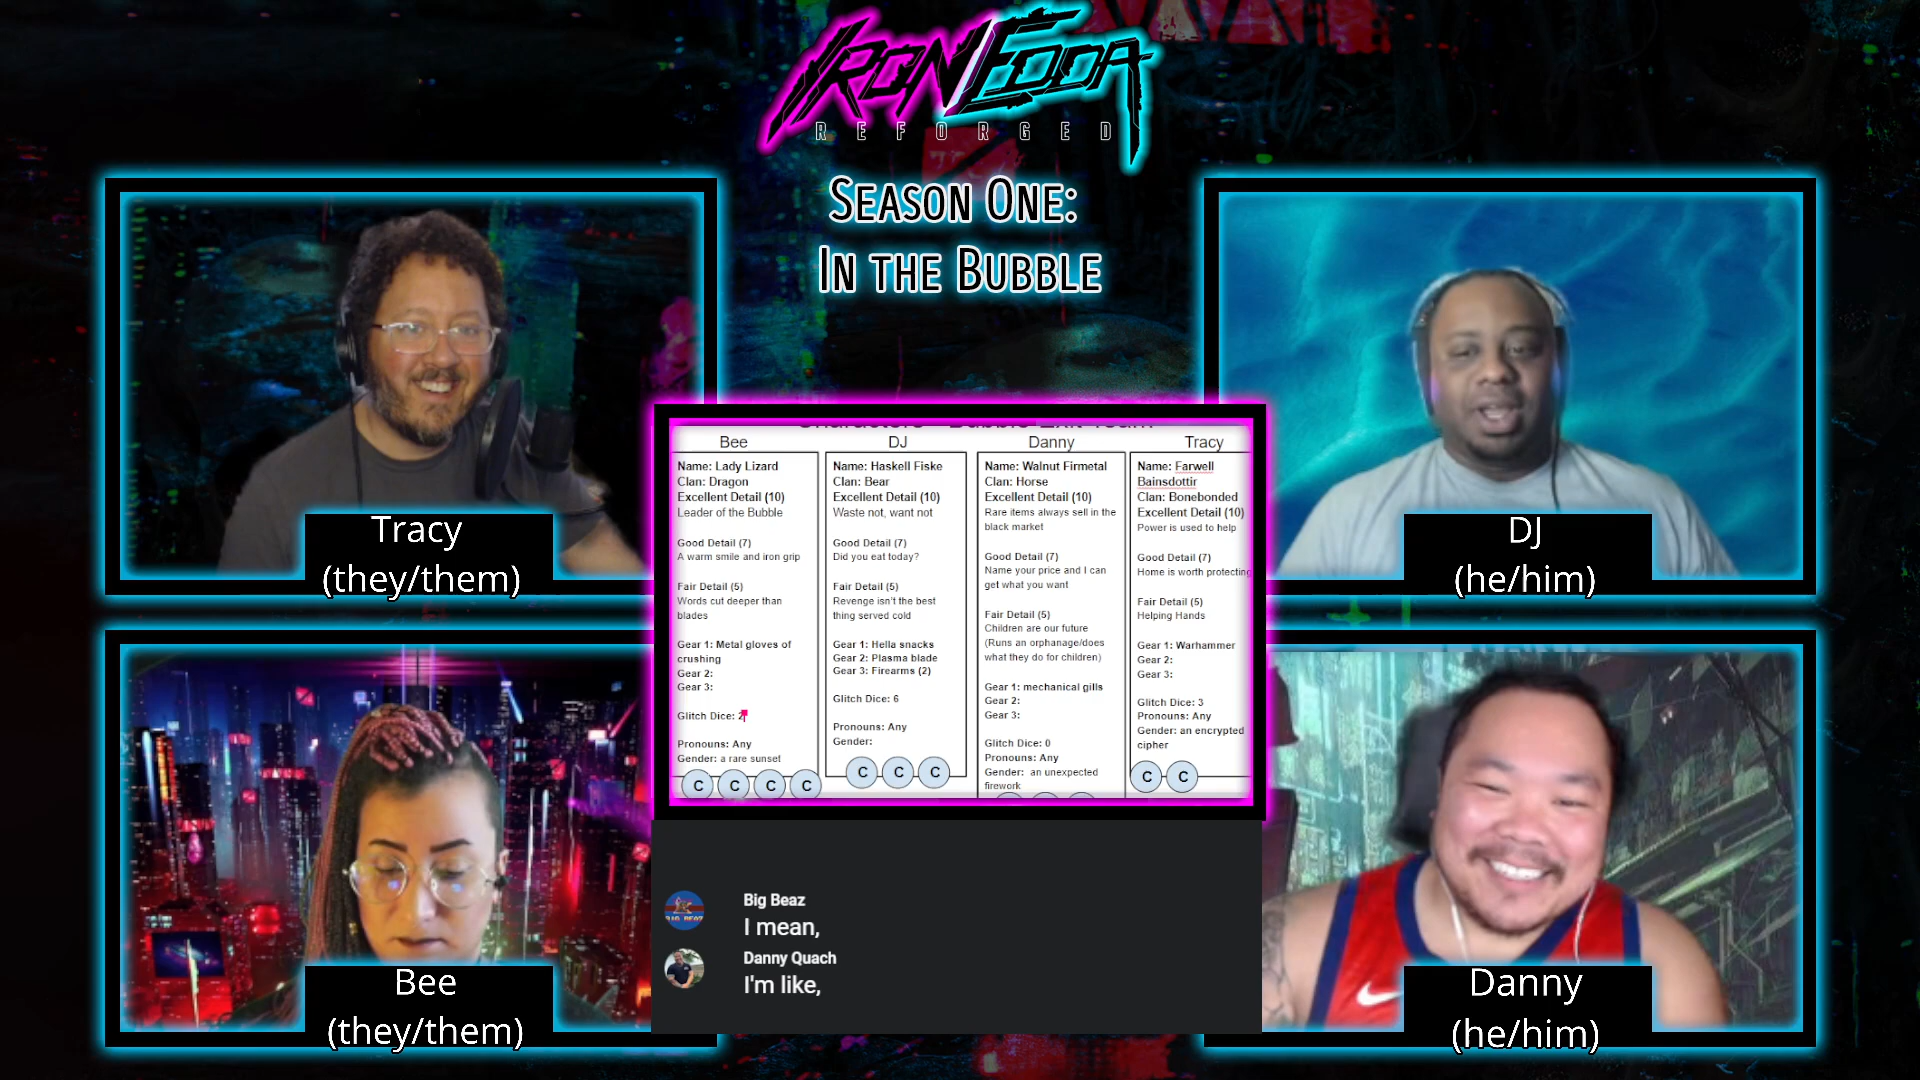 IRON EDDA
REFORGED
SEASON ONE:
IN THE BUBBLE
Tracy
(they/them)
DJ
(he/him)
Bee
(they/them)
Danny
(he/him)
Characters - Bubble Exit Team
Bee
Name: Lady Lizard
Clan: Dragon
Excellent Detail (10)
Leader of the Bubble
Good Detail (7)
A warm smile and iron grip
Fair Detail (5)
Words cut deeper than
blades
Gear 1: Metal gloves of
crushing
Gear 2:
Gear 3:
Glitch Dice: 2
Pronouns: Any
Gender: a rare sunset
C C C C
DJ
Name: Haskell Fiske
Clan: Bear
Excellent Detail (10)
Waste not, want not
Good Detail (7)
Did you eat today?
Fair Detail (5)
Revenge isn't the best
thing served cold
Gear 1: Hella snacks
Gear 2: Plasma blade
Gear 3: Firearms (2)
Glitch Dice: 6
Pronouns: Any
Gender:
C C C
Danny
Name: Walnut Firmetal
Clan: Horse
Excellent Detail (10)
Rare items always sell in the
black market
Good Detail (7)
Name your price and I can
get what you want
Fair Detail (5)
Children are our future
(Runs an orphanage/does
what they do for children)
Gear 1: mechanical gills
Gear 2:
Gear 3:
Glitch Dice: 0
Pronouns: Any
Gender: an unexpected
firework
Tracy
Name: Farwell
Bainsdottir
Clan: Bonebonded
Excellent Detail (10)
Power is used to help
Good Detail (7)
Home is worth protecting
Fair Detail (5)
Helping Hands
Gear 1: Warhammer
Gear 2:
Gear 3:
Glitch Dice: 3
Pronouns: Any
Gender: an encrypted
cipher
C C
Big Beaz
I mean,
Danny Quach
I'm like,